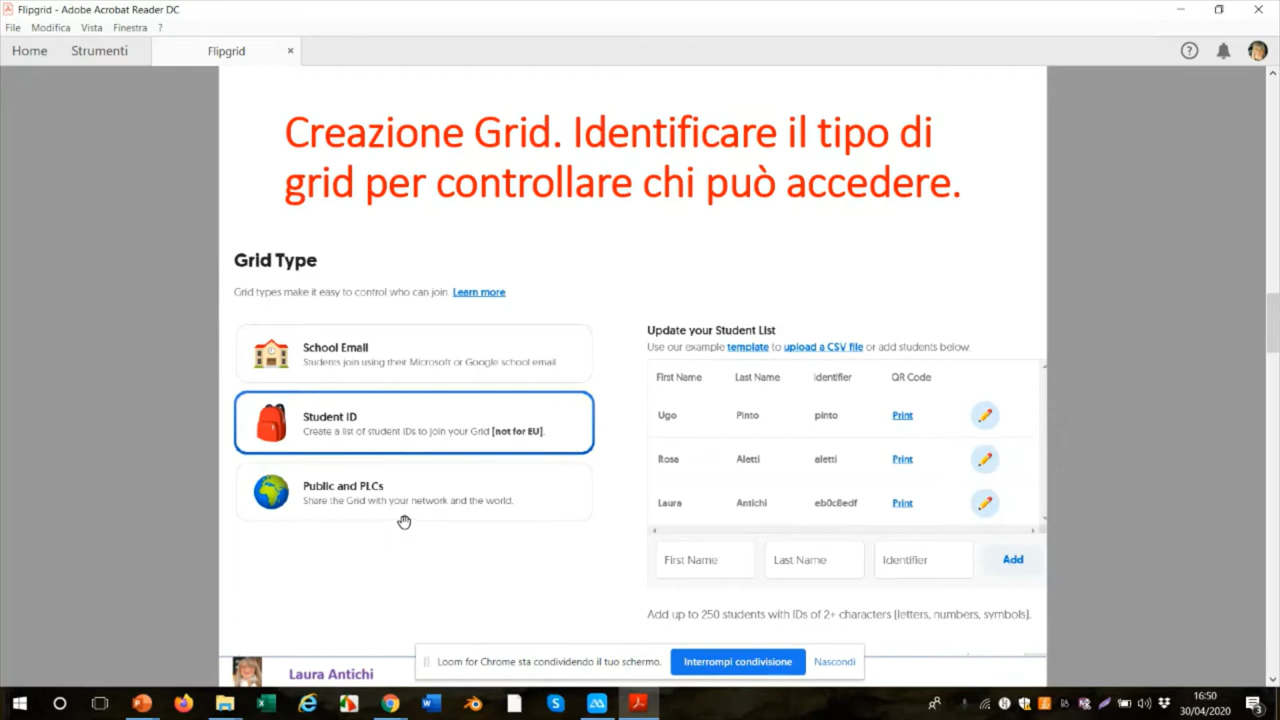 Flipgrid - Adobe Acrobat Reader DC
File Modifica Vista Finestra ?
Home Strumenti Flipgrid
Creazione Grid. Identificare il tipo di
grid per controllare chi può accedere.
Grid Type
Grid types make it easy to control who can join Learn more
School Email
Students join using their Microsoft or Google school email
Student ID
Create a list of student IDs to join your Grid [not for EU].
Public and PLCs
Share the Grid with your network and the world.
Update your Student List
Use our example template to upload a CSV file or add students below.
First Name Last Name Identifier QR Code
Ugo Pinto pinto Print
Rosa Aletti aletti Print
Laura Antichi eb0c8edf Print
First Name Last Name Identifier Add
Add up to 250 students with IDs of 2+ characters (letters, numbers, symbols).
Laura Antichi
Loom for Chrome sta condividendo il tuo schermo. Interrompi condivisione Nascondi
16:50
30/04/2020
3